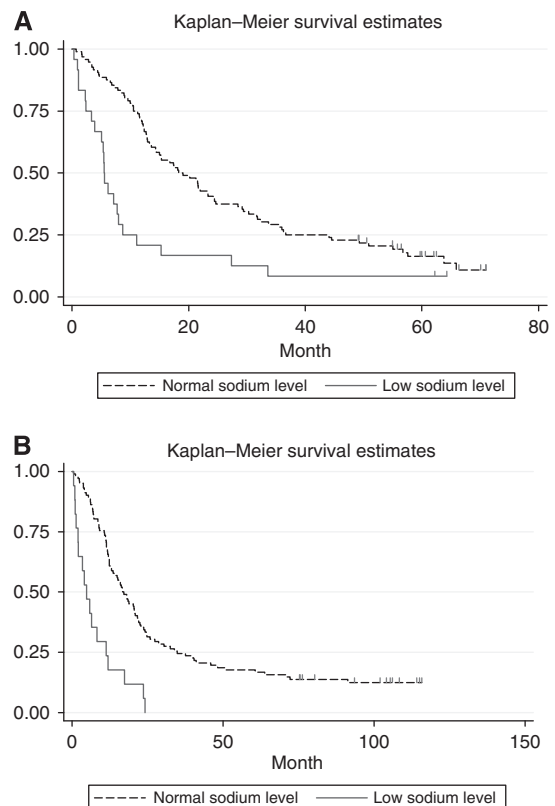 A
Kaplan–Meier survival estimates
1.00
0.75
0.50
0.25
0.00
0 20 40 60 80
Month
Normal sodium level Low sodium level
B
Kaplan–Meier survival estimates
1.00
0.75
0.50
0.25
0.00
0 50 100 150
Month
Normal sodium level Low sodium level